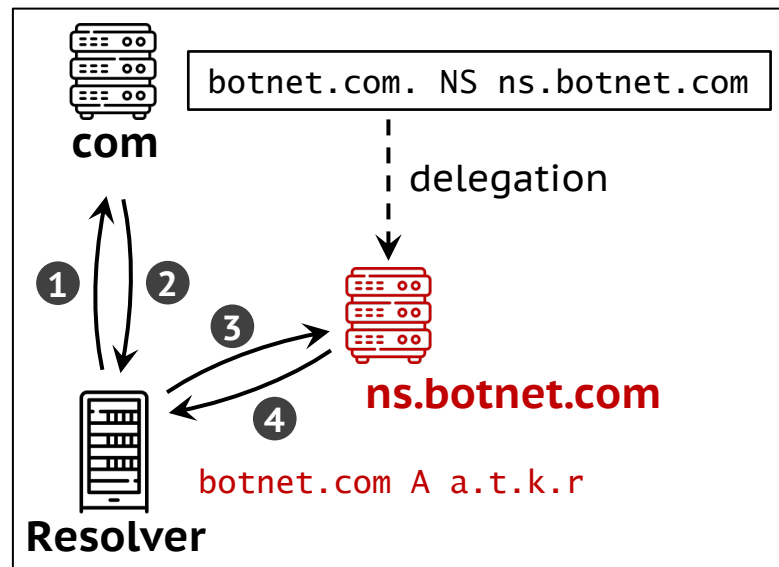 botnet.com. NS ns.botnet.com
com
delegation
1
2
3
ns.botnet.com
4
botnet.com A a.t.k.r
Resolver